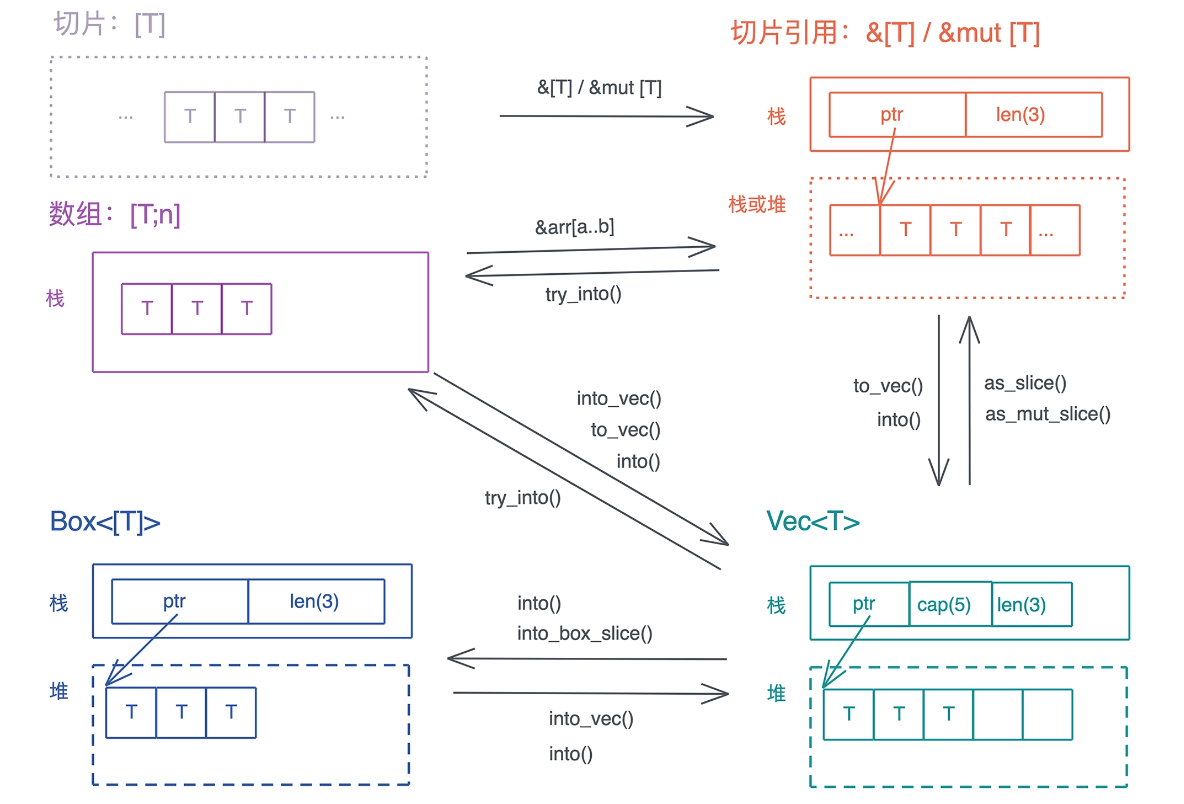 切片：[T]
... T T T ...
&[T] / &mut [T]
切片引用：&[T] / &mut [T]
栈
ptr len(3)
栈或堆
... T T T ...
数组：[T;n]
栈
T T T
&arr[a..b]
try_into()
into_vec()
to_vec()
into()
try_into()
to_vec()
into()
as_slice()
as_mut_slice()
Box<[T]>
栈
ptr len(3)
堆
T T T
into()
into_box_slice()
into_vec()
into()
Vec<T>
栈
ptr cap(5) len(3)
堆
T T T